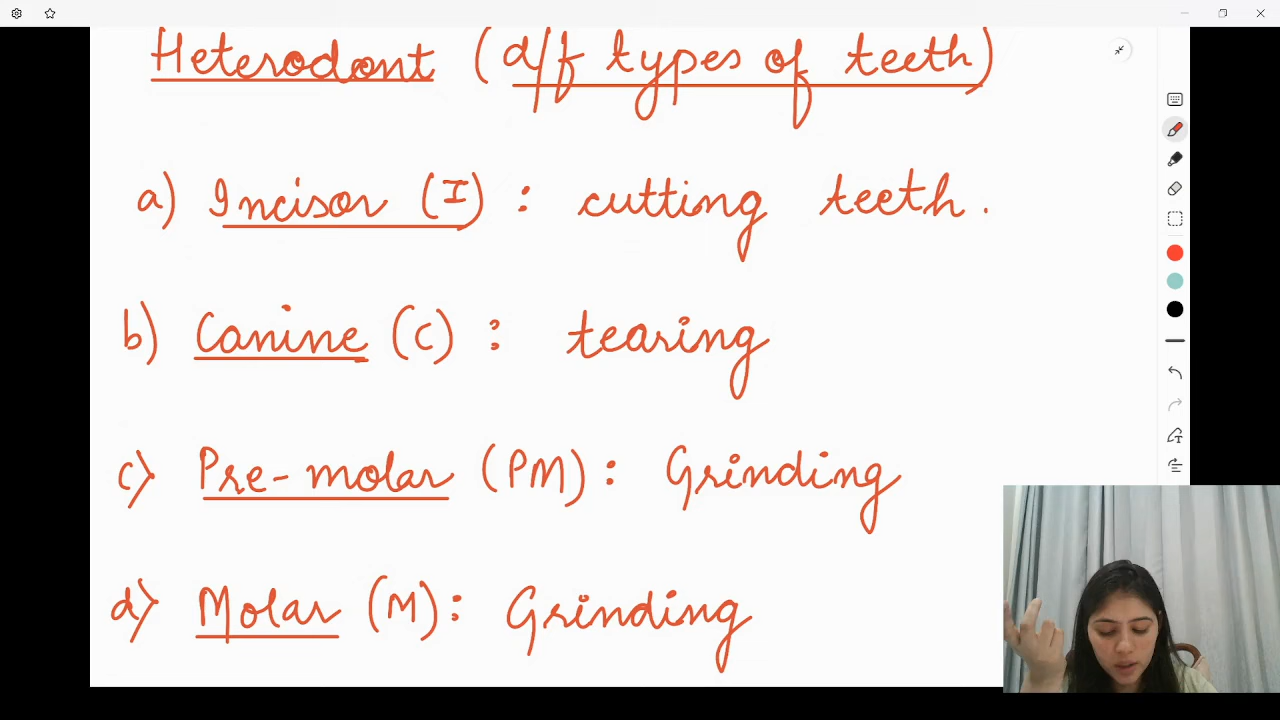 Heterodont (d/f types of teeth)
a) Incisor (I) : cutting teeth.
b) Canine (C) : tearing
c) Pre-molar (PM) : Grinding
d) Molar (M) : Grinding